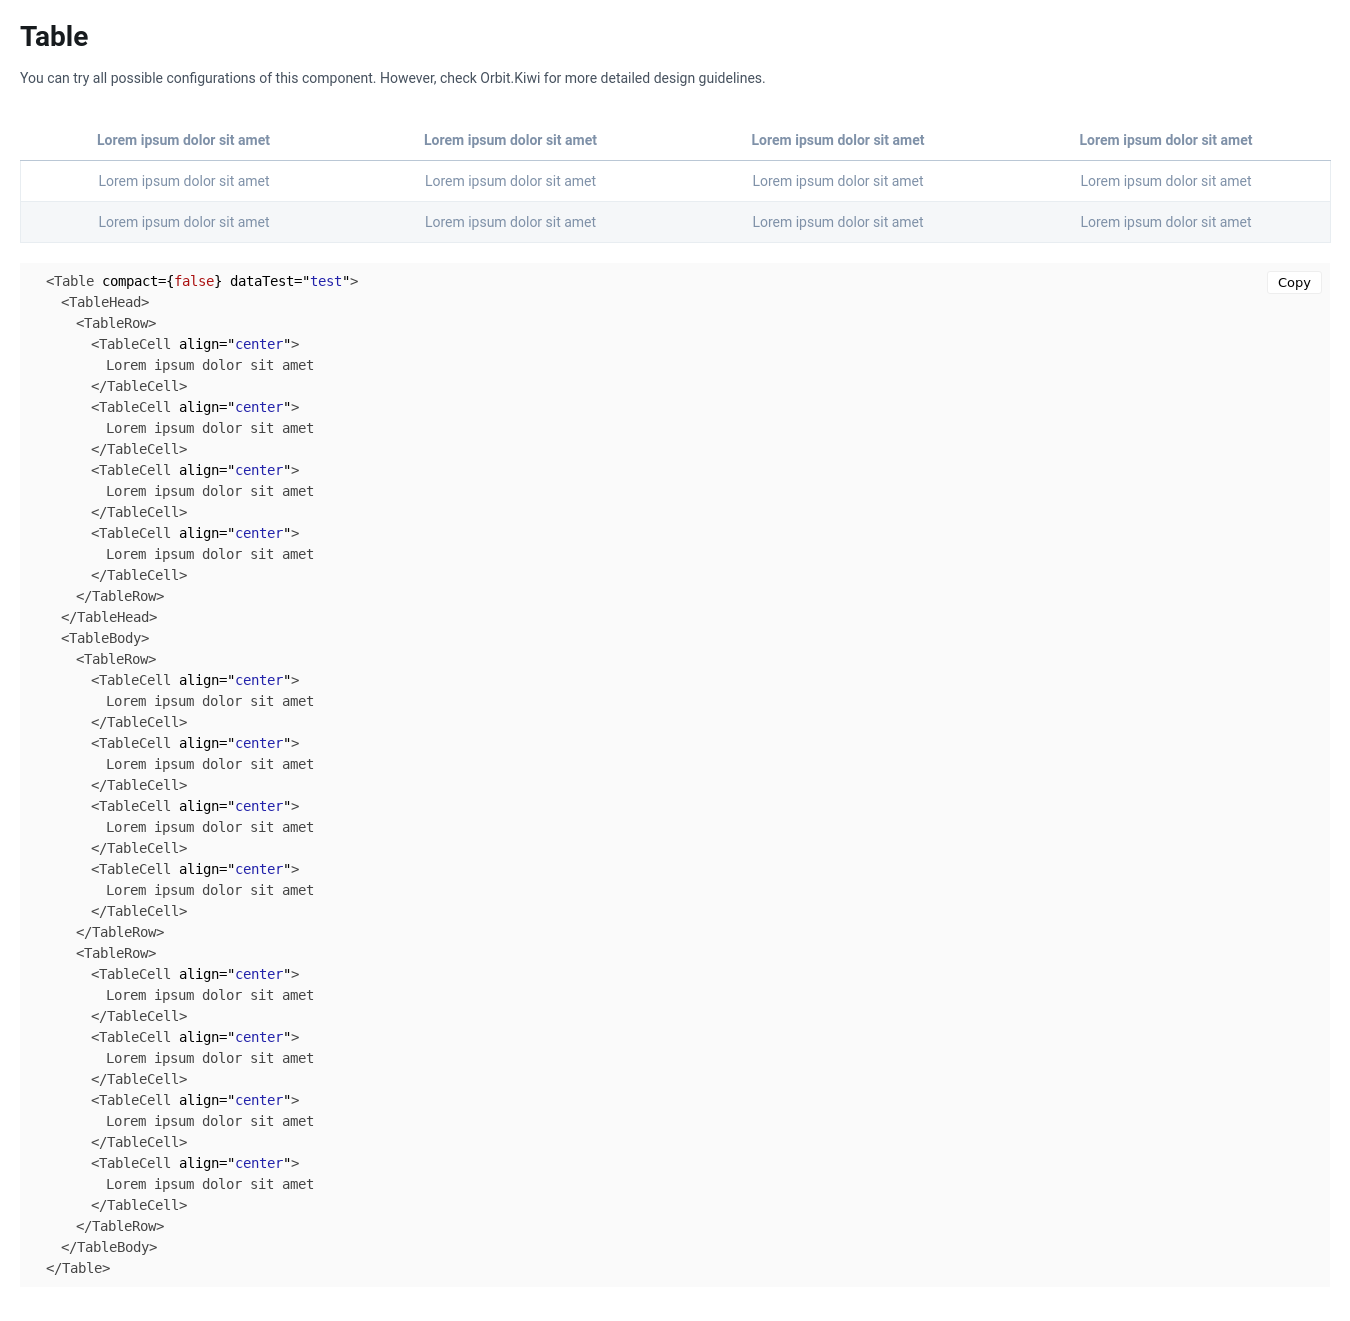 Table
You can try all possible configurations of this component. However, check Orbit.Kiwi for more detailed design guidelines.
Lorem ipsum dolor sit amet Lorem ipsum dolor sit amet Lorem ipsum dolor sit amet Lorem ipsum dolor sit amet
Lorem ipsum dolor sit amet Lorem ipsum dolor sit amet Lorem ipsum dolor sit amet Lorem ipsum dolor sit amet
Lorem ipsum dolor sit amet Lorem ipsum dolor sit amet Lorem ipsum dolor sit amet Lorem ipsum dolor sit amet
<Table compact={false} dataTest="test"> Copy
<TableHead>
<TableRow>
<TableCell align="center">
Lorem ipsum dolor sit amet
</TableCell>
<TableCell align="center">
Lorem ipsum dolor sit amet
</TableCell>
<TableCell align="center">
Lorem ipsum dolor sit amet
</TableCell>
<TableCell align="center">
Lorem ipsum dolor sit amet
</TableCell>
</TableRow>
</TableHead>
<TableBody>
<TableRow>
<TableCell align="center">
Lorem ipsum dolor sit amet
</TableCell>
<TableCell align="center">
Lorem ipsum dolor sit amet
</TableCell>
<TableCell align="center">
Lorem ipsum dolor sit amet
</TableCell>
<TableCell align="center">
Lorem ipsum dolor sit amet
</TableCell>
</TableRow>
<TableRow>
<TableCell align="center">
Lorem ipsum dolor sit amet
</TableCell>
<TableCell align="center">
Lorem ipsum dolor sit amet
</TableCell>
<TableCell align="center">
Lorem ipsum dolor sit amet
</TableCell>
<TableCell align="center">
Lorem ipsum dolor sit amet
</TableCell>
</TableRow>
</TableBody>
</Table>